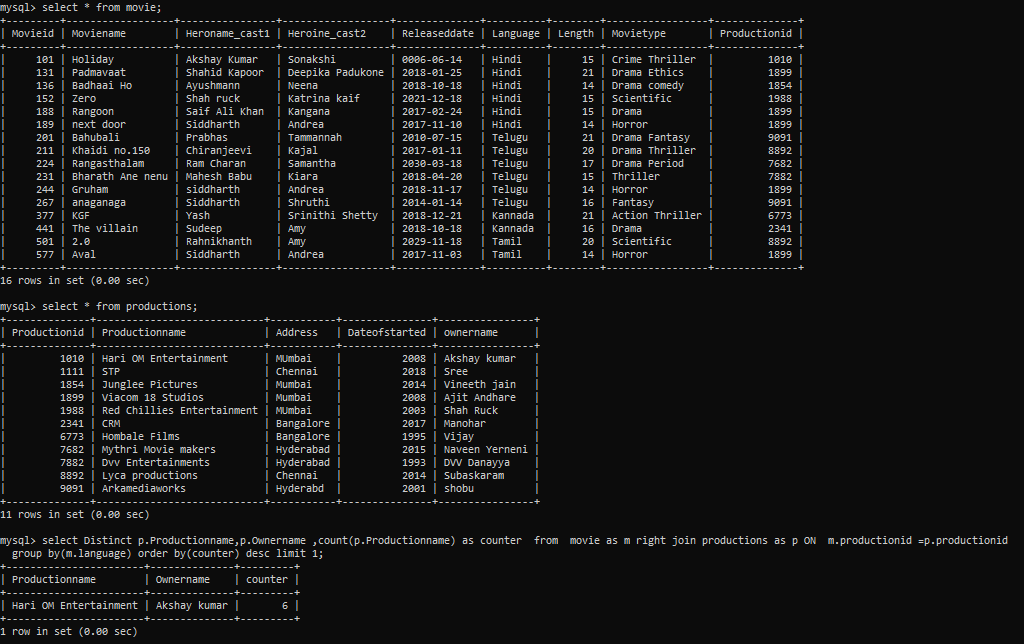 mysql> select * from movie;
+---------+------------------+----------------+------------------+--------------+----------+--------+-----------------+--------------+
| Movieid | Moviename        | Heroname_cast1 | Heroine_cast2    | Releaseddate | Language | Length | Movietype       | Productionid |
+---------+------------------+----------------+------------------+--------------+----------+--------+-----------------+--------------+
|     101 | Holiday          | Akshay Kumar   | Sonakshi         | 0006-06-14   | Hindi    |     15 | Crime Thriller  |         1010 |
|     131 | Padmavaat        | Shahid Kapoor  | Deepika Padukone | 2018-01-25   | Hindi    |     21 | Drama Ethics    |         1899 |
|     136 | Badhaai Ho       | Ayushmann      | Neena            | 2018-10-18   | Hindi    |     14 | Drama comedy    |         1854 |
|     152 | Zero             | Shah ruck      | Katrina kaif     | 2021-12-18   | Hindi    |     15 | Scientific      |         1988 |
|     188 | Rangoon          | Saif Ali Khan  | Kangana          | 2017-02-24   | Hindi    |     15 | Drama           |         1899 |
|     189 | next door        | Siddharth      | Andrea           | 2017-11-10   | Hindi    |     14 | Horror          |         1899 |
|     201 | Bahubali         | Prabhas        | Tammannah        | 2010-07-15   | Telugu   |     21 | Drama Fantasy   |         9091 |
|     211 | Khaidi no.150    | Chiranjeevi    | Kajal            | 2017-01-11   | Telugu   |     20 | Drama Thriller  |         8892 |
|     224 | Rangasthalam     | Ram Charan     | Samantha         | 2030-03-18   | Telugu   |     17 | Drama Period    |         7682 |
|     231 | Bharath Ane nenu | Mahesh Babu    | Kiara            | 2018-04-20   | Telugu   |     15 | Thriller        |         7882 |
|     244 | Gruham           | siddharth      | Andrea           | 2018-11-17   | Telugu   |     14 | Horror          |         1899 |
|     267 | anaganaga        | Siddharth      | Shruthi          | 2014-01-14   | Telugu   |     16 | Fantasy         |         9091 |
|     377 | KGF              | Yash           | Srinithi Shetty  | 2018-12-21   | Kannada  |     21 | Action Thriller |         6773 |
|     441 | The villain      | Sudeep         | Amy              | 2018-10-18   | Kannada  |     16 | Drama           |         2341 |
|     501 | 2.0              | Rahnikhanth    | Amy              | 2029-11-18   | Tamil    |     20 | Scientific      |         8892 |
|     577 | Aval             | Siddharth      | Andrea           | 2017-11-03   | Tamil    |     14 | Horror          |         1899 |
+---------+------------------+----------------+------------------+--------------+----------+--------+-----------------+--------------+
16 rows in set (0.00 sec)

mysql> select * from productions;
+--------------+----------------------------+-----------+---------------+----------------+
| Productionid | Productionname             | Address   | Dateofstarted | ownername      |
+--------------+----------------------------+-----------+---------------+----------------+
|         1010 | Hari OM Entertainment      | MUmbai    |          2008 | Akshay kumar   |
|         1111 | STP                        | Chennai   |          2018 | Sree           |
|         1854 | Junglee Pictures           | Mumbai    |          2014 | Vineeth jain   |
|         1899 | Viacom 18 Studios          | Mumbai    |          2008 | Ajit Andhare   |
|         1988 | Red Chillies Entertainment | MUmbai    |          2003 | Shah Ruck      |
|         2341 | CRM                        | Bangalore |          2017 | Manohar        |
|         6773 | Hombale Films              | Bangalore |          1995 | Vijay          |
|         7682 | Mythri Movie makers        | Hyderabad |          2015 | Naveen Yerneni |
|         7882 | Dvv Entertainments         | Hyderabad |          1993 | DVV Danayya    |
|         8892 | Lyca productions           | Chennai   |          2014 | Subaskaram     |
|         9091 | Arkamediaworks             | Hyderabd  |          2001 | shobu          |
+--------------+----------------------------+-----------+---------------+----------------+
11 rows in set (0.00 sec)

mysql> select Distinct p.Productionname,p.Ownername ,count(p.Productionname) as counter  from  movie as m right join productions as p ON  m.productionid =p.productionid
  group by(m.language) order by(counter) desc limit 1;
+-----------------------+--------------+---------+
| Productionname        | Ownername    | counter |
+-----------------------+--------------+---------+
| Hari OM Entertainment | Akshay kumar |       6 |
+-----------------------+--------------+---------+
1 row in set (0.00 sec)